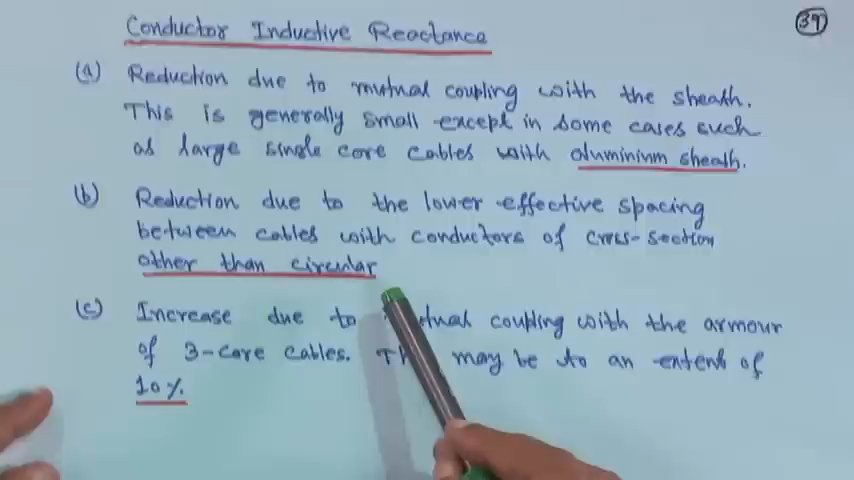 39
Conductor Inductive Reactance
(a) Reduction due to mutual coupling with the sheath.
This is generally small except in some cases such
as large single core cables with aluminium sheath.
(b) Reduction due to the lower effective spacing
between cables with conductors of cross-section
other than circular
(c) Increase due to coupling with the armour
of 3-core cables. may be to an extent of
10%